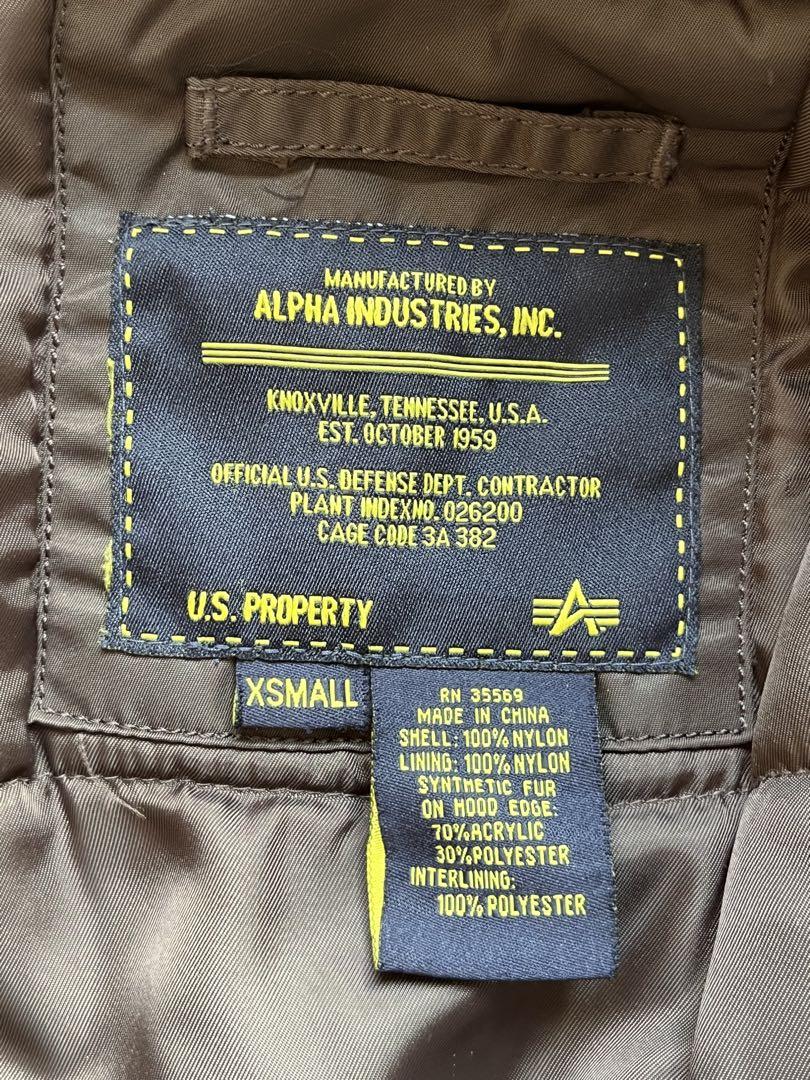 MANUFACTURED BY
ALPHA INDUSTRIES, INC.
KNOXVILLE, TENNESSEE, U.S.A.
EST. OCTOBER 1959
OFFICIAL U.S. DEFENSE DEPT. CONTRACTOR
PLANT INDEXNO. 026200
CAGE CODE 3A 382
U.S. PROPERTY
XSMALL
RN 35569
MADE IN CHINA
SHELL: 100% NYLON
LINING: 100% NYLON
SYNTHETIC FUR
ON HOOD EDGE:
70%ACRYLIC
30%POLYESTER
INTERLINING:
100% POLYESTER